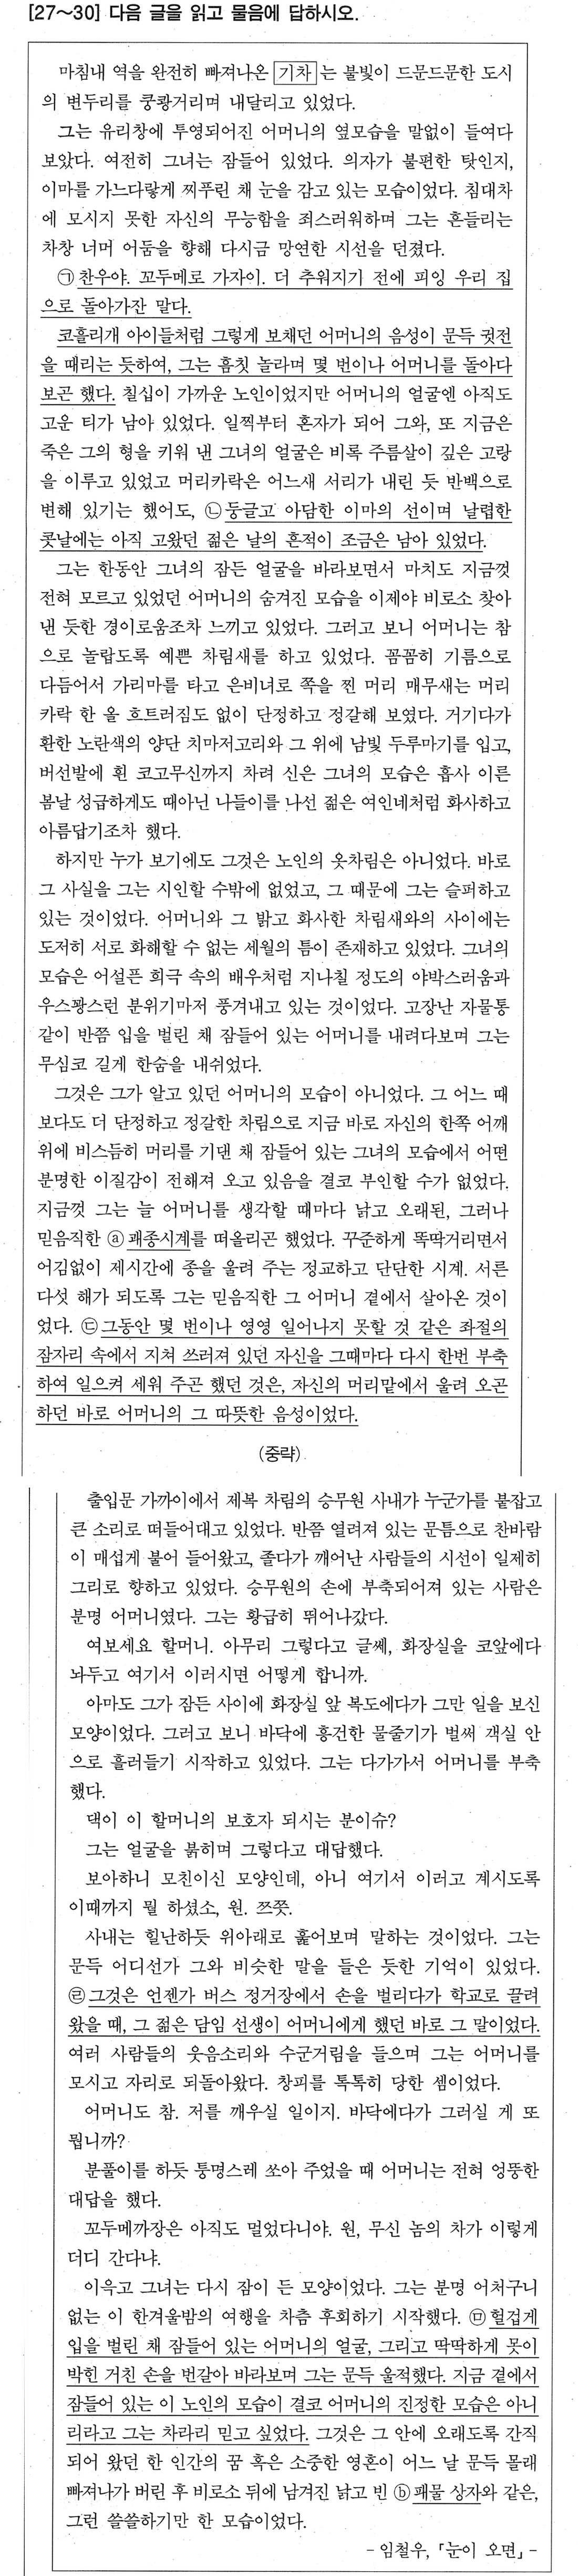 [27～30] 다음 글을 읽고 물음에 답하시오.
마침내 역을 완전히 빠져나온 기차는 불빛이 드문드문한 도시
의 변두리를 쿵쾅거리며 내달리고 있었다.
그는 유리창에 투영되어진 어머니의 옆모습을 말없이 들여다
보았다. 여전히 그녀는 잠들어 있었다. 의자가 불편한 탓인지,
이마를 가느다랗게 찌푸린 채 눈을 감고 있는 모습이었다. 침대차
에 모시지 못한 자신의 무능함을 죄스러워하며 그는 흔들리는
차창 너머 어둠을 향해 다시금 망연한 시선을 던졌다.
㉠ 찬우야. 꼬두메로 가자이. 더 추워지기 전에 피잉 우리 집
으로 돌아가잔 말다.
코흘리개 아이들처럼 그렇게 보채던 어머니의 음성이 문득 귓전
을 때리는 듯하여, 그는 흠칫 놀라며 몇 번이나 어머니를 돌아다
보곤 했다. 칠십이 가까운 노인이었지만 어머니의 얼굴엔 아직도
고운 티가 남아 있었다. 일찍부터 혼자가 되어 그와, 또 지금은
죽은 그의 형을 키워 낸 그녀의 얼굴은 비록 주름살이 깊은 고랑
을 이루고 있었고 머리카락은 어느새 서리가 내린 듯 반백으로
변해 있기는 했어도, ㉡ 둥글고 아담한 이마의 선이며 날렵한
콧날에는 아직 고왔던 젊은 날의 흔적이 조금은 남아 있었다.
그는 한동안 그녀의 잠든 얼굴을 바라보면서 마치도 지금껏
전혀 모르고 있었던 어머니의 숨겨진 모습을 이제야 비로소 찾아
낸 듯한 경이로움조차 느끼고 있었다. 그러고 보니 어머니는 참
으로 놀랍도록 예쁜 차림새를 하고 있었다. 꼼꼼히 기름으로
다듬어서 가리마를 타고 은비녀로 쪽을 찐 머리 매무새는 머리
카락 한 올 흐트러짐도 없이 단정하고 정갈해 보였다. 거기다가
환한 노란색의 양단 치마저고리와 그 위에 남빛 두루마기를 입고,
버선발에 흰 코고무신까지 차려 신은 그녀의 모습은 흡사 이른
봄날 성급하게도 때아닌 나들이를 나선 젊은 여인네처럼 화사하고
아름답기조차 했다.
하지만 누가 보기에도 그것은 노인의 옷차림은 아니었다. 바로
그 사실을 그는 시인할 수밖에 없었고, 그 때문에 그는 슬퍼하고
있는 것이었다. 어머니와 그 밝고 화사한 차림새와의 사이에는
도저히 서로 화해할 수 없는 세월의 틈이 존재하고 있었다. 그녀의
모습은 어설픈 희극 속의 배우처럼 지나칠 정도의 야박스러움과
우스꽝스런 분위기마저 풍겨내고 있는 것이었다. 고장난 자물통
같이 반쯤 입을 벌린 채 잠들어 있는 어머니를 내려다보며 그는
무심코 길게 한숨을 내쉬었다.
그것은 그가 알고 있던 어머니의 모습이 아니었다. 그 어느 때
보다도 더 단정하고 정갈한 차림으로 지금 바로 자신의 한쪽 어깨
위에 비스듬히 머리를 기댄 채 잠들어 있는 그녀의 모습에서 어떤
분명한 이질감이 전해져 오고 있음을 결코 부인할 수가 없었다.
지금껏 그는 늘 어머니를 생각할 때마다 낡고 오래된, 그러나
믿음직한 ⓐ 괘종시계를 떠올리곤 했었다. 꾸준하게 똑딱거리면서
어김없이 제시간에 종을 울려 주는 정교하고 단단한 시계. 서른
다섯 해가 되도록 그는 믿음직한 그 어머니 곁에서 살아온 것이
었다. ㉢ 그동안 몇 번이나 영영 일어나지 못할 것 같은 좌절의
잠자리 속에서 지쳐 쓰러져 있던 자신을 그때마다 다시 한번 부축
하여 일으켜 세워 주곤 했던 것은, 자신의 머리맡에서 울려 오곤
하던 바로 어머니의 그 따뜻한 음성이었다.
(중략)
출입문 가까이에서 제복 차림의 승무원 사내가 누군가를 붙잡고
큰 소리로 떠들어대고 있었다. 반쯤 열려져 있는 문틈으로 찬바람
이 매섭게 불어 들어왔고, 졸다가 깨어난 사람들의 시선이 일제히
그리로 향하고 있었다. 승무원의 손에 부축되어져 있는 사람은
분명 어머니였다. 그는 황급히 뛰어나갔다.
여보세요 할머니. 아무리 그렇다고 글쎄, 화장실을 코앞에다
놔두고 여기서 이러시면 어떻게 합니까.
아마도 그가 잠든 사이에 화장실 앞 복도에다가 그만 일을 보신
모양이었다. 그러고 보니 바닥에 흥건한 물줄기가 벌써 객실 안
으로 흘러들기 시작하고 있었다. 그는 다가가서 어머니를 부축
했다.
댁이 이 할머니의 보호자 되시는 분이슈?
그는 얼굴을 붉히며 그렇다고 대답했다.
보아하니 모친이신 모양인데, 아니 여기서 이러고 계시도록
이때까지 뭘 하셨소, 원. 쯔쯧.
사내는 힐난하듯 위아래로 훑어보며 말하는 것이었다. 그는
문득 어디선가 그와 비슷한 말을 들은 듯한 기억이 있었다.
㉣ 그것은 언젠가 버스 정거장에서 손을 벌리다가 학교로 끌려
왔을 때, 그 젊은 담임 선생이 어머니에게 했던 바로 그 말이었다.
여러 사람들의 웃음소리와 수군거림을 들으며 그는 어머니를
모시고 자리로 되돌아왔다. 창피를 톡톡히 당한 셈이었다.
어머니도 참. 저를 깨우실 일이지. 바닥에다가 그러실 게 또
뭡니까?
분풀이를 하듯 퉁명스레 쏘아 주었을 때 어머니는 전혀 엉뚱한
대답을 했다.
꼬두메까장은 아직도 멀었다니야. 원, 무신 놈의 차가 이렇게
더디 간다냐.
이윽고 그녀는 다시 잠이 든 모양이었다. 그는 분명 어처구니
없는 이 한겨울밤의 여행을 차츰 후회하기 시작했다. ㉤ 헐겁게
입을 벌린 채 잠들어 있는 어머니의 얼굴, 그리고 딱딱하게 못이
박힌 거친 손을 번갈아 바라보며 그는 문득 울적했다. 지금 곁에서
잠들어 있는 이 노인의 모습이 결코 어머니의 진정한 모습은 아니
리라고 그는 차라리 믿고 싶었다. 그것은 그 안에 오래도록 간직
되어 왔던 한 인간의 꿈 혹은 소중한 영혼이 어느 날 문득 몰래
빠져나가 버린 후 비로소 뒤에 남겨진 낡고 빈 ⓑ 패물 상자와 같은,
그런 쓸쓸하기만 한 모습이었다.
- 임철우, 「눈이 오면」 -